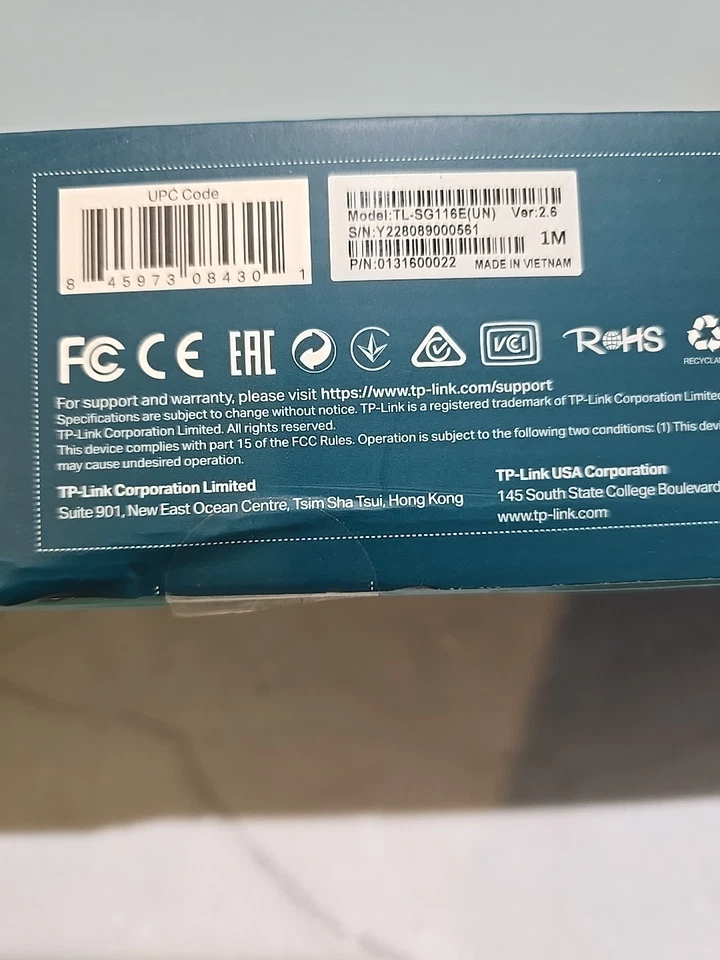 UPC Code
8 45973 08430 1
Model:TL-SG116E(UN) Ver:2.6
S/N:Y228089000561
1M
P/N:0131600022 MADE IN VIETNAM
FC CE EAC VCCI RoHS
RECYCLA
For support and warranty, please visit https://www.tp-link.com/support
Specifications are subject to change without notice. TP-Link is a registered trademark of TP-Link Corporation Limited
TP-Link Corporation Limited. All rights reserved.
This device complies with part 15 of the FCC Rules. Operation is subject to the following two conditions: (1) This devi
may cause undesired operation.
TP-Link Corporation Limited
Suite 901, New East Ocean Centre, Tsim Sha Tsui, Hong Kong
TP-Link USA Corporation
145 South State College Boulevard
www.tp-link.com